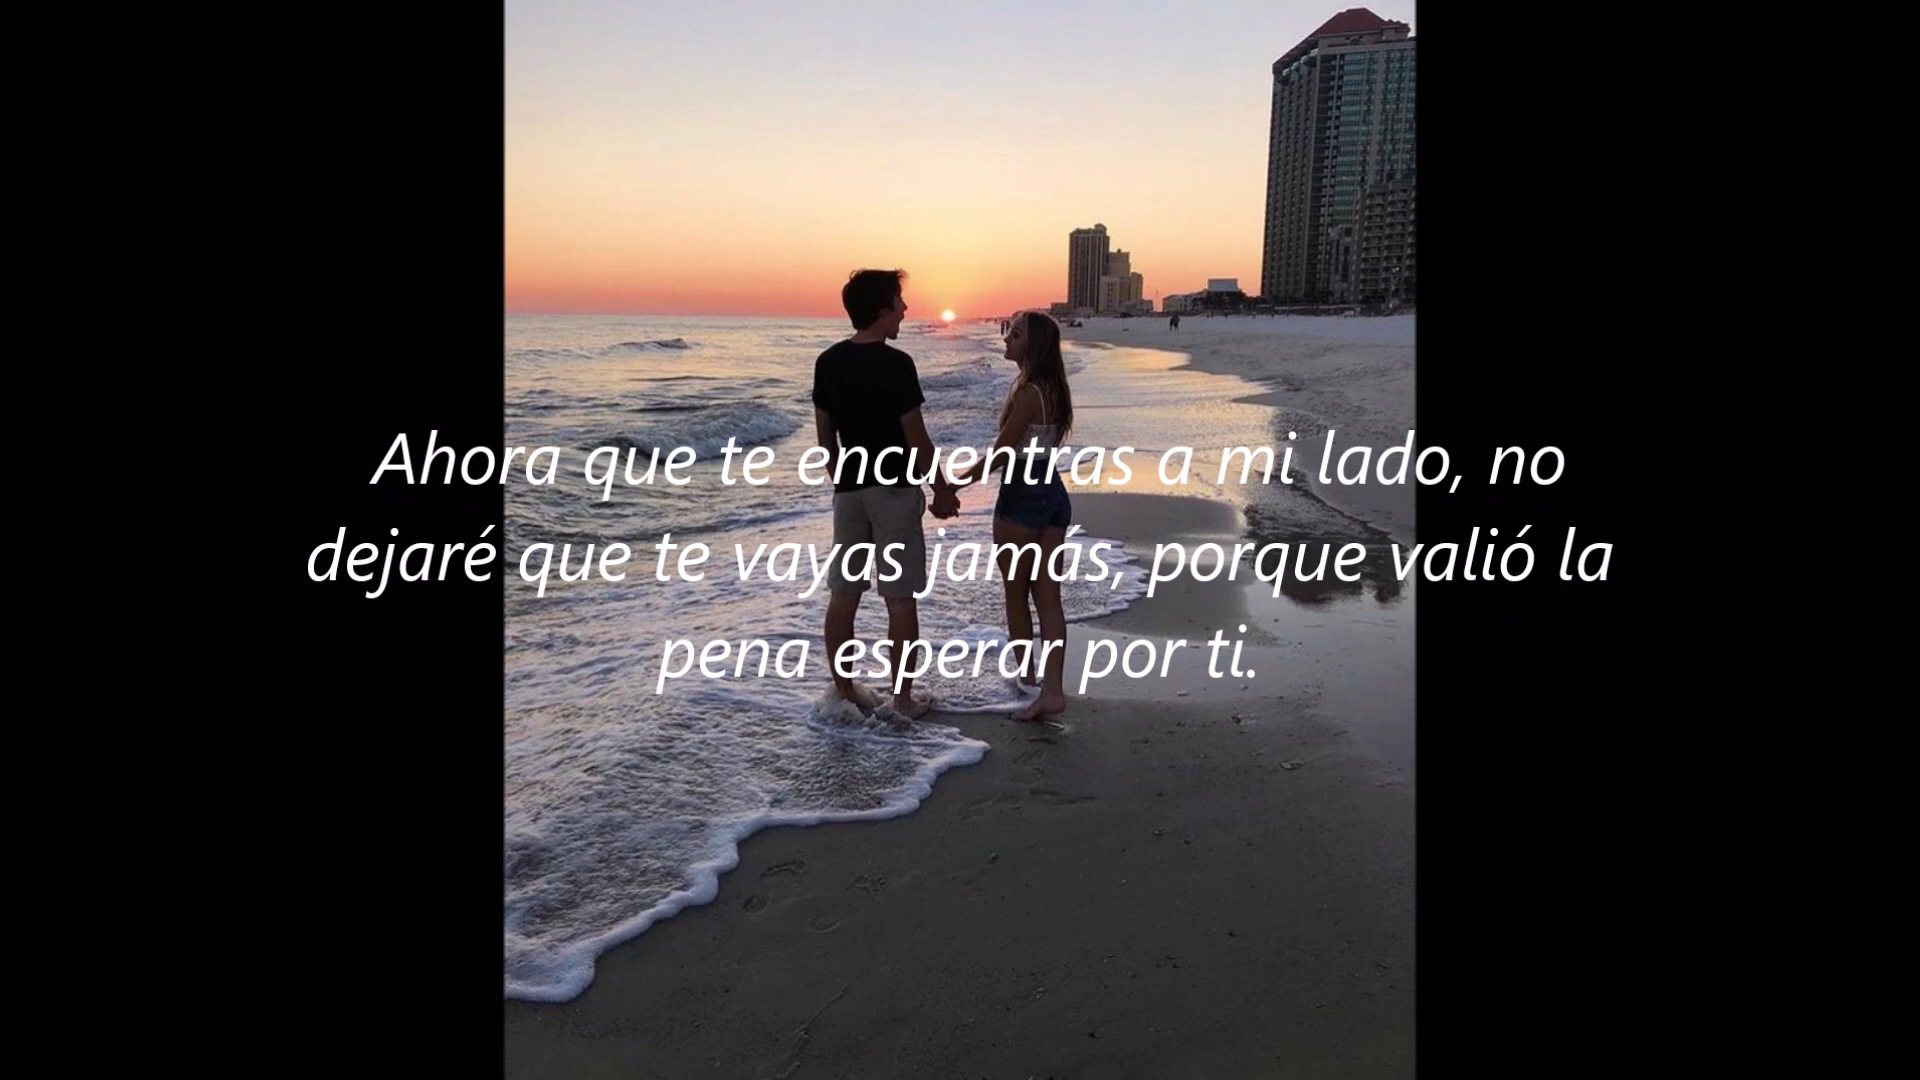 Ahora que te encuentras a mi lado, no
dejaré que te vayas jamás, porque valió la
pena esperar por ti.